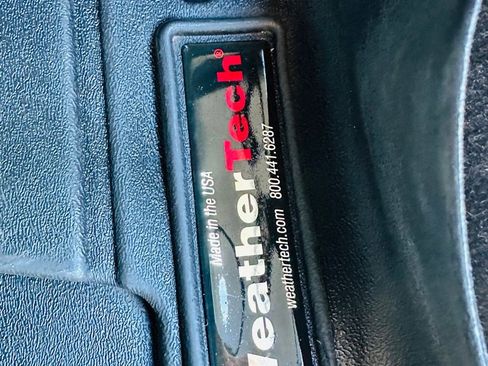 Made in the USA
WeatherTech®
weathertech.com 800.441.6287